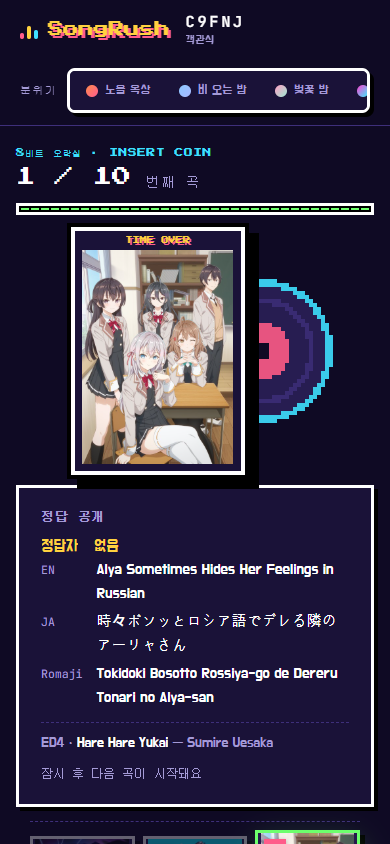 SongRush
C9FNJ
객관식
분위기
노을 옥상
비 오는 밤
벚꽃 밤
8비트 오락실 · INSERT COIN
1 / 10 번째 곡
TIME OVER
정답 공개
정답자 없음
EN Alya Sometimes Hides Her Feelings in
Russian
JA 時々ボソッとロシア語でデレる隣の
アーリャさん
Romaji Tokidoki Bosotto Rossiya-go de Dereru
Tonari no Alya-san
ED4 · Hare Hare Yukai — Sumire Uesaka
잠시 후 다음 곡이 시작돼요